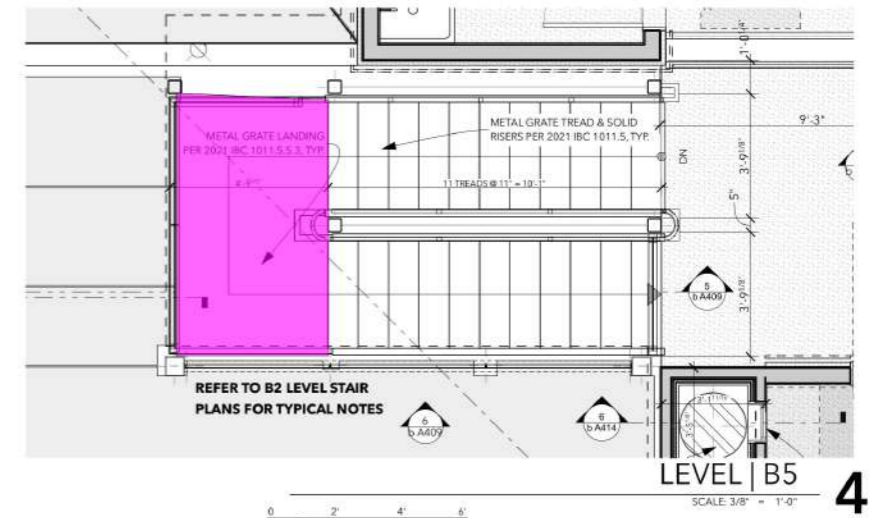 1'-0"
METAL GRATE TREAD & SOLID
RISERS PER 2021 IBC 1011.5, TYP.
9'-3"
METAL GRATE LANDING
PER 2021 IBC 1011.5.5.3, TYP.
DN
3'-9 1/8"
11 TREADS @ 11" = 10'-1"
5"
5
b A409
3'-9 1/8"
REFER TO B2 LEVEL STAIR
PLANS FOR TYPICAL NOTES
6
b A409
6
b A414
LEVEL | B5
4
SCALE: 3/8" = 1'-0"
0 2' 4' 6'